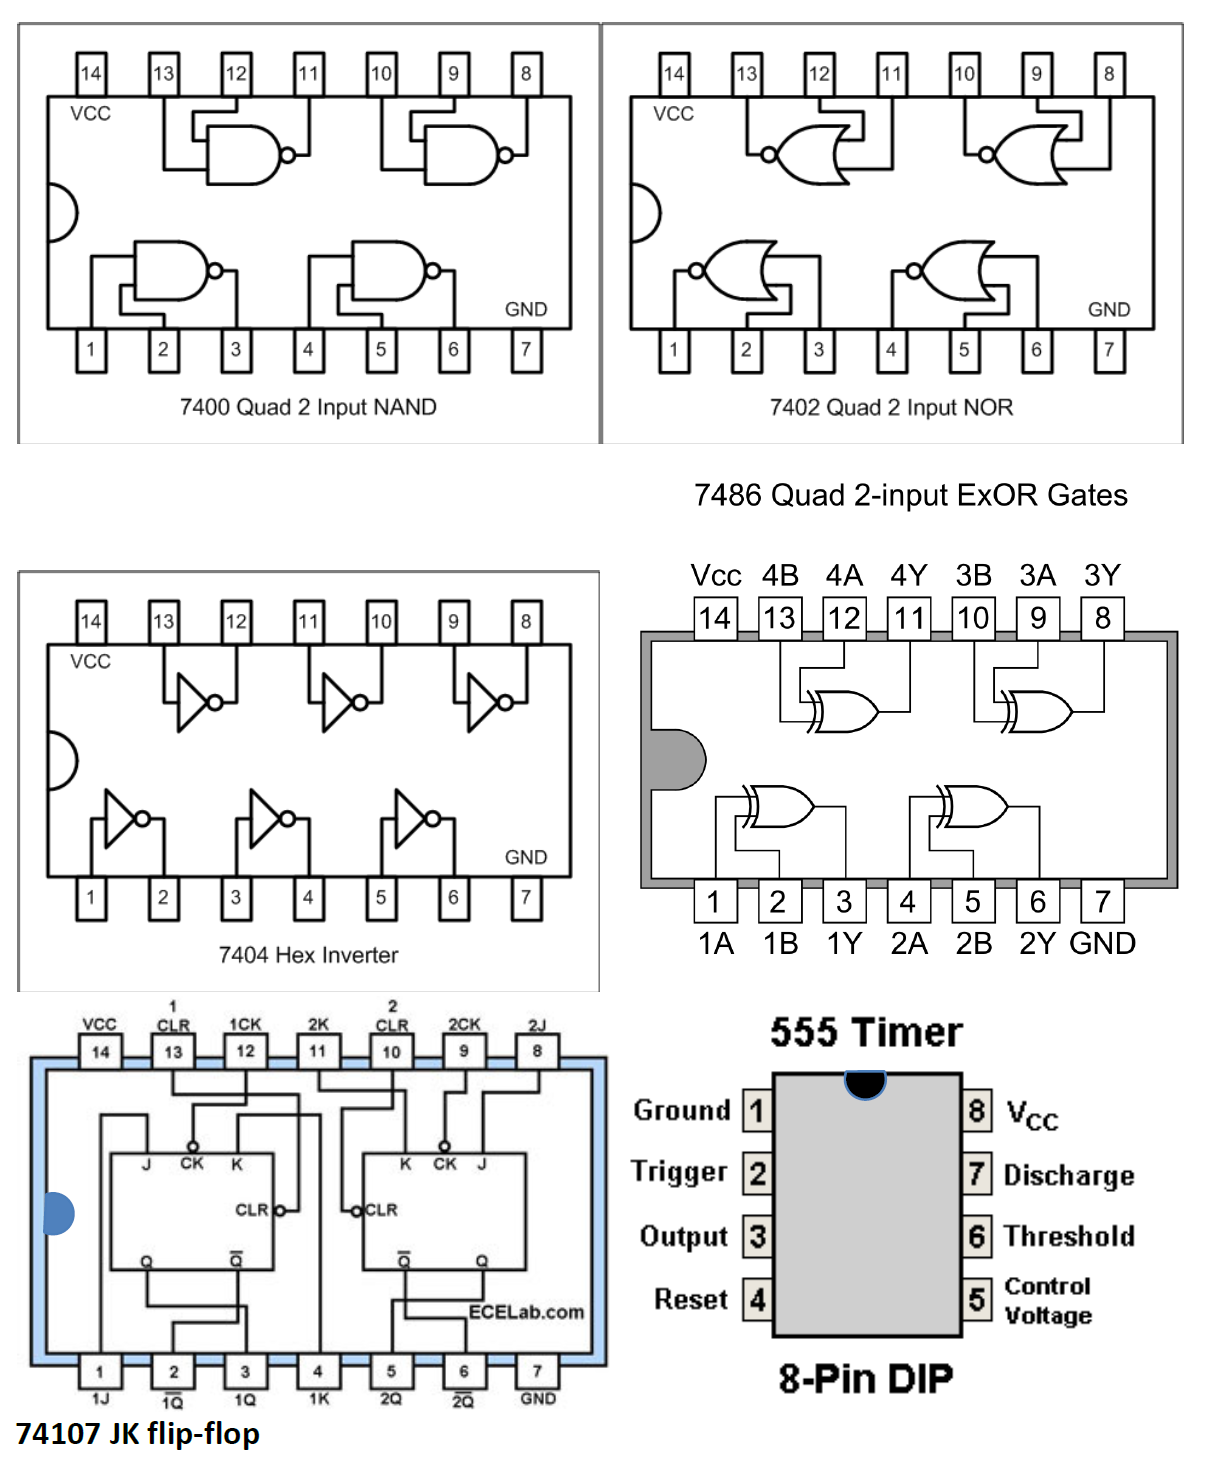 14 13 12 11 10 9 8
VCC
GND
1 2 3 4 5 6 7
7400 Quad 2 Input NAND
14 13 12 11 10 9 8
VCC
GND
1 2 3 4 5 6 7
7402 Quad 2 Input NOR
14 13 12 11 10 9 8
VCC
GND
1 2 3 4 5 6 7
7404 Hex Inverter
7486 Quad 2-input ExOR Gates
Vcc 4B 4A 4Y 3B 3A 3Y
14 13 12 11 10 9 8
1 2 3 4 5 6 7
1A 1B 1Y 2A 2B 2Y GND
1 2
VCC CLR 1CK 2K CLR 2CK 2J
14 13 12 11 10 9 8
J CK K K CK J
CLR CLR
Q Q̅ Q̅ Q
ECELab.com
1 2 3 4 5 6 7
1J 1Q̅ 1Q 1K 2Q 2Q̅ GND
74107 JK flip-flop
555 Timer
Ground 1 8 VCC
Trigger 2 7 Discharge
Output 3 6 Threshold
Reset 4 5 Control
Voltage
8-Pin DIP